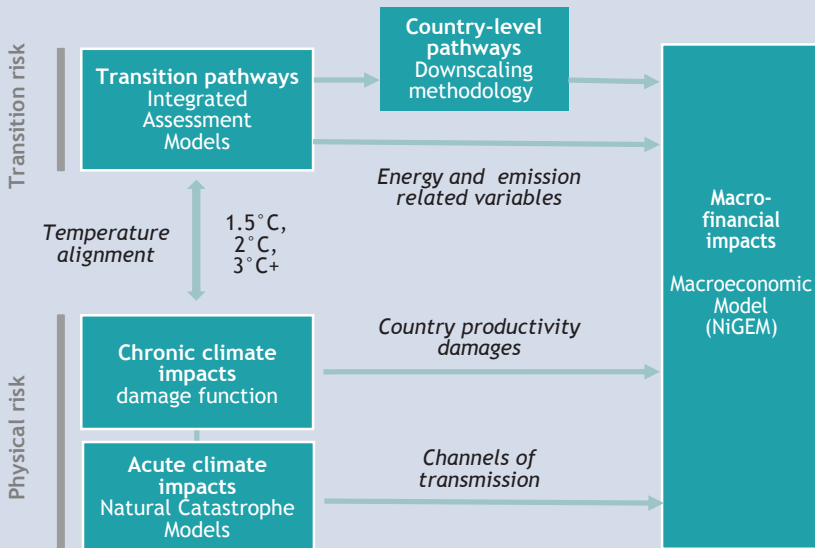 Transition risk
Transition pathways
Integrated
Assessment
Models
Country-level
pathways
Downscaling
methodology
Energy and emission
related variables
Temperature
alignment
1.5°C,
2°C,
3°C+
Macro-
financial
impacts
Macroeconomic
Model
(NiGEM)
Physical risk
Chronic climate
impacts
damage function
Country productivity
damages
Acute climate
impacts
Natural Catastrophe
Models
Channels of
transmission